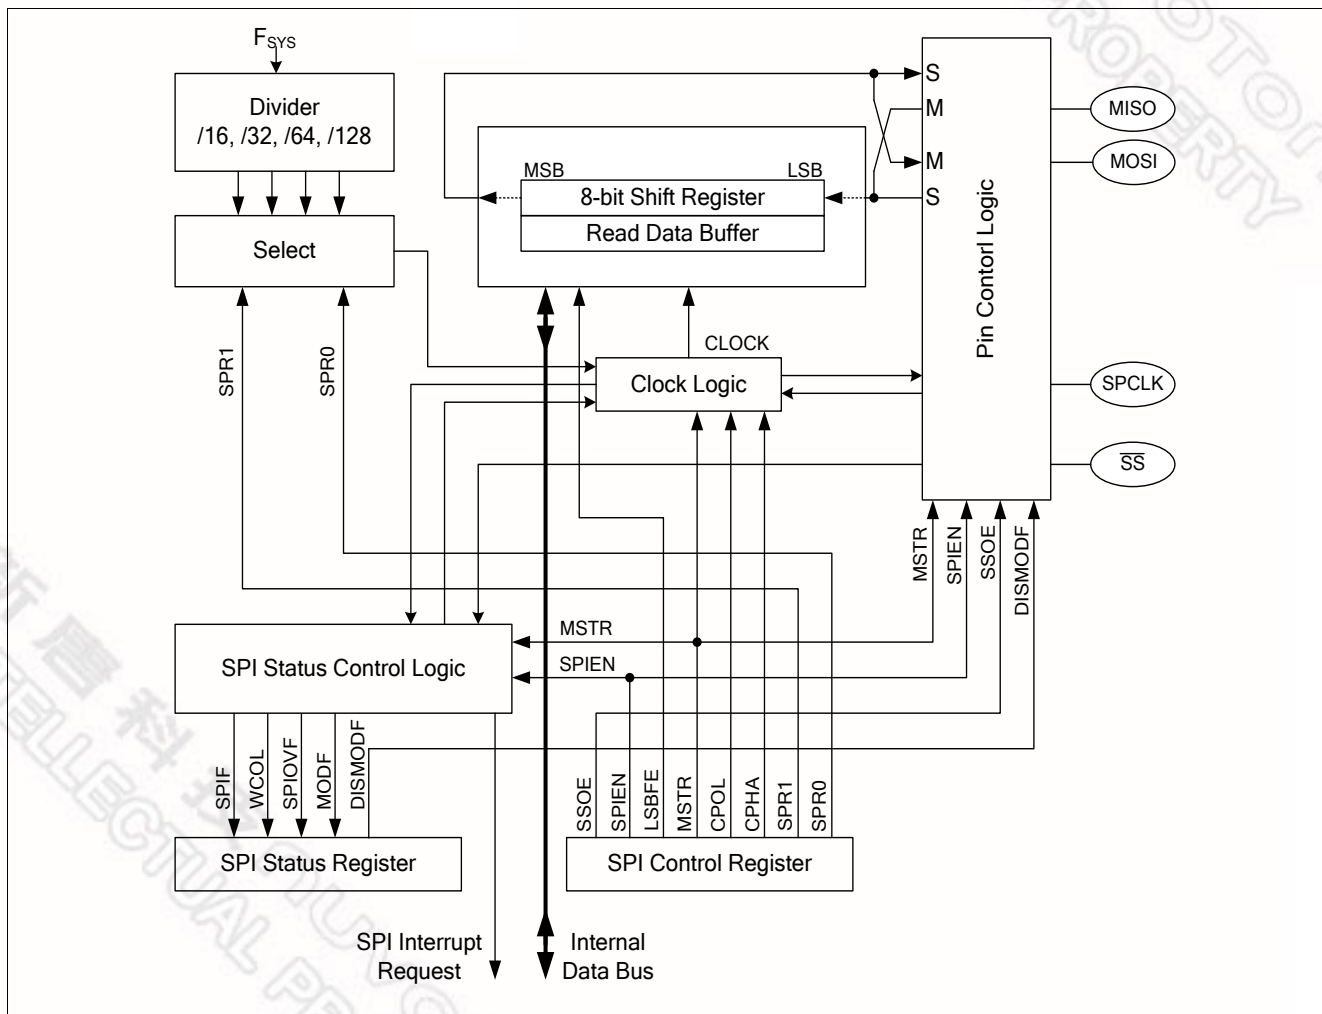 FSYS
Divider
/16, /32, /64, /128
Select
SPR1
SPR0
MSB
LSB
8-bit Shift Register
Read Data Buffer
CLOCK
Clock Logic
S
M
M
S
Pin Contorl Logic
MISO
MOSI
SPCLK
SS
MSTR
SPIEN
SSOE
DISMODF
MSTR
SPIEN
SPI Status Control Logic
SPIF
WCOL
SPIOVF
MODF
DISMODF
SPI Status Register
SSOE
SPIEN
LSBFE
MSTR
CPOL
CPHA
SPR1
SPR0
SPI Control Register
SPI Interrupt
Request
Internal
Data Bus
PROPERTY